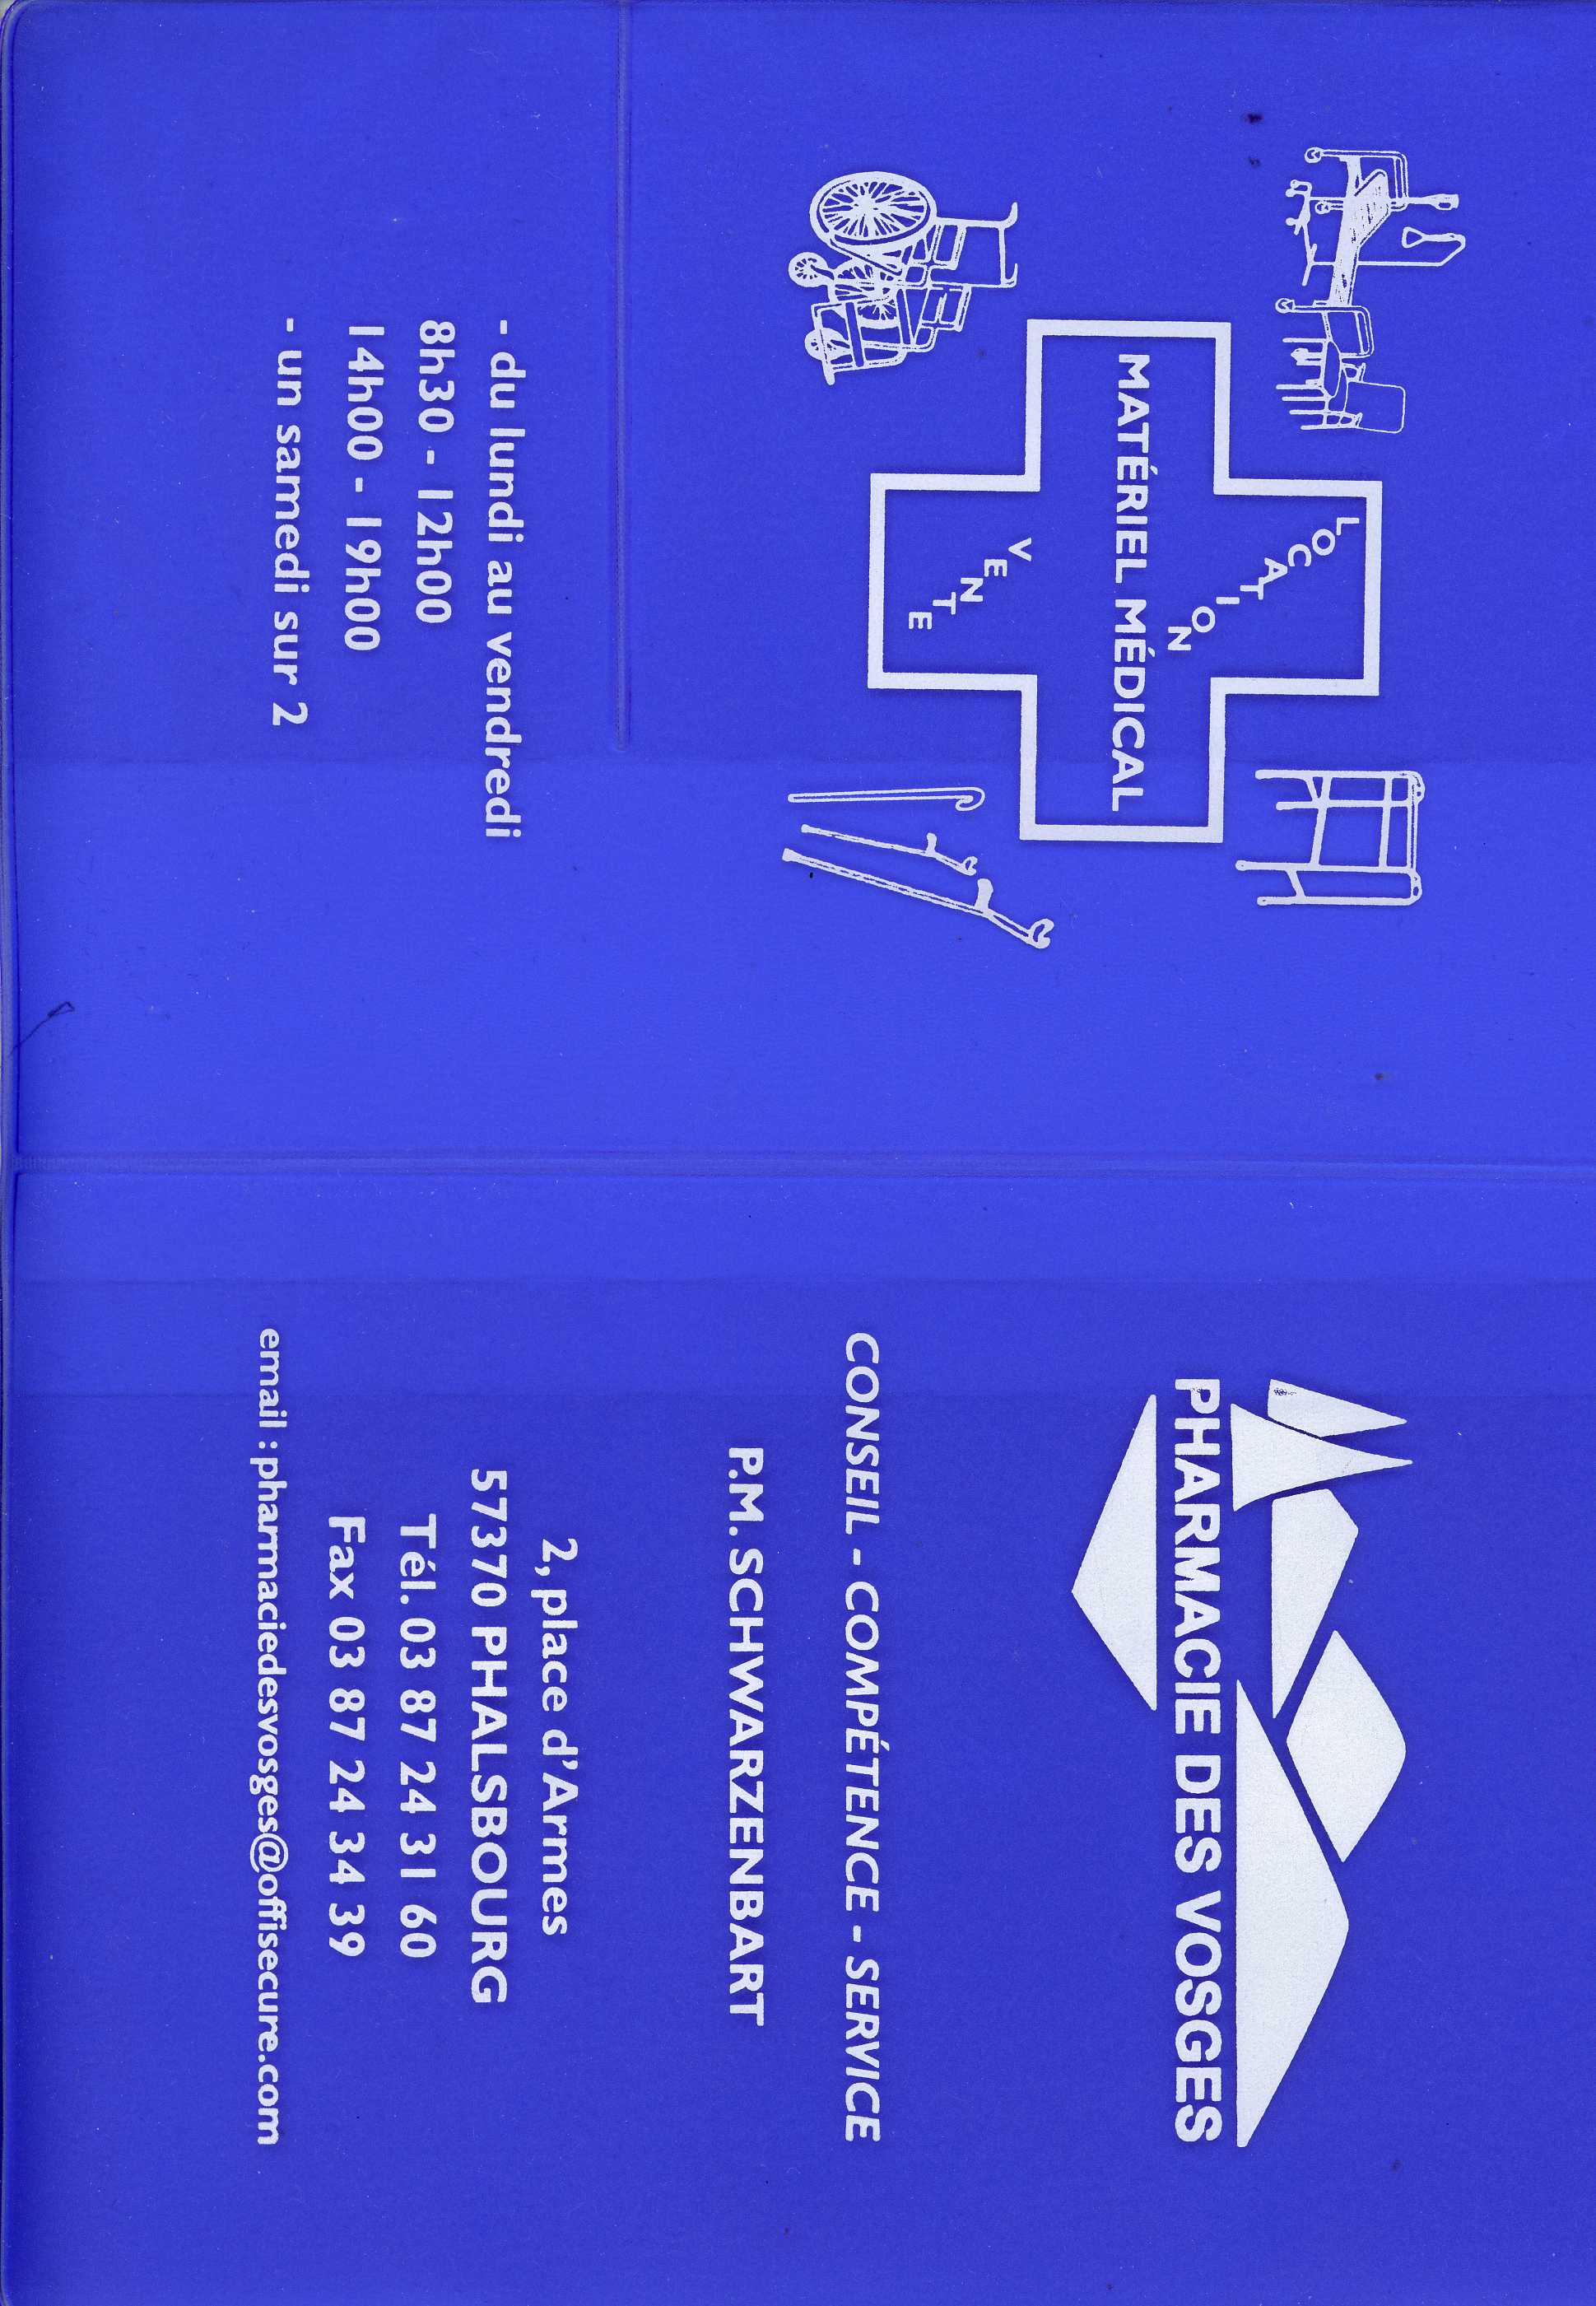 LOCATION
MATÉRIEL MÉDICAL
VENTE
- du lundi au vendredi
8h30 - 12h00
14h00 - 19h00
- un samedi sur 2
PHARMACIE DES VOSGES
CONSEIL - COMPÉTENCE - SERVICE
P.M. SCHWARZENBART
2, place d'Armes
57370 PHALSBOURG
Tél. 03 87 24 31 60
Fax 03 87 24 34 39
email : pharmaciedesvosges@offisecure.com